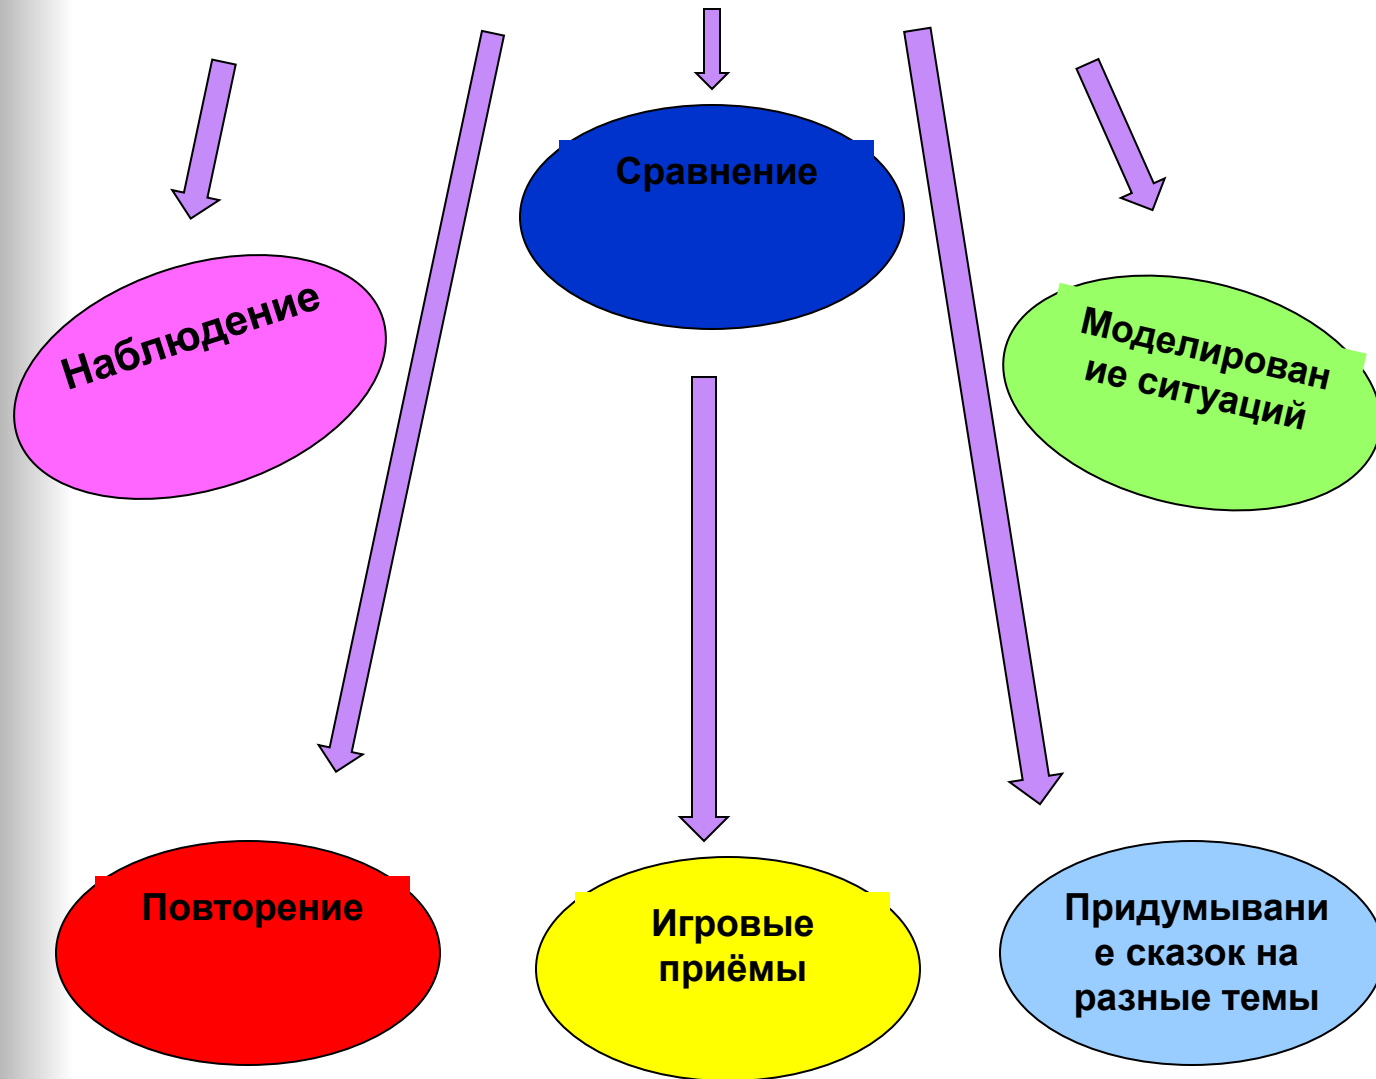 Сравнение
Наблюдение
Моделирован
ие ситуаций
Повторение
Игровые
приёмы
Придумывани
е сказок на
разные темы